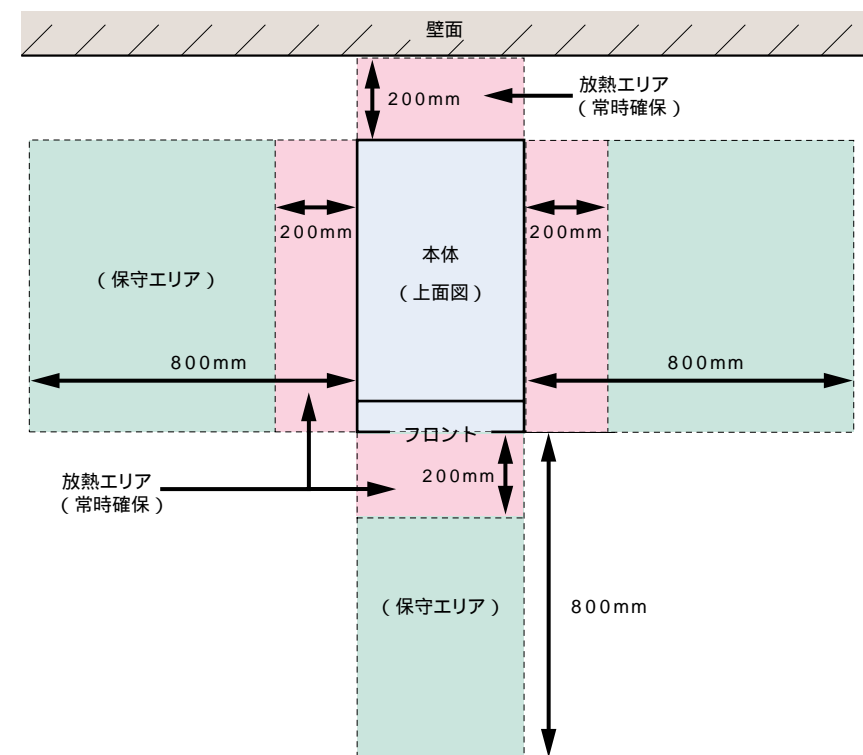 壁面
200mm
放熱エリア
(常時確保)
200mm
200mm
本体
(上面図)
(保守エリア)
800mm
800mm
フロント
200mm
放熱エリア
(常時確保)
(保守エリア)
800mm